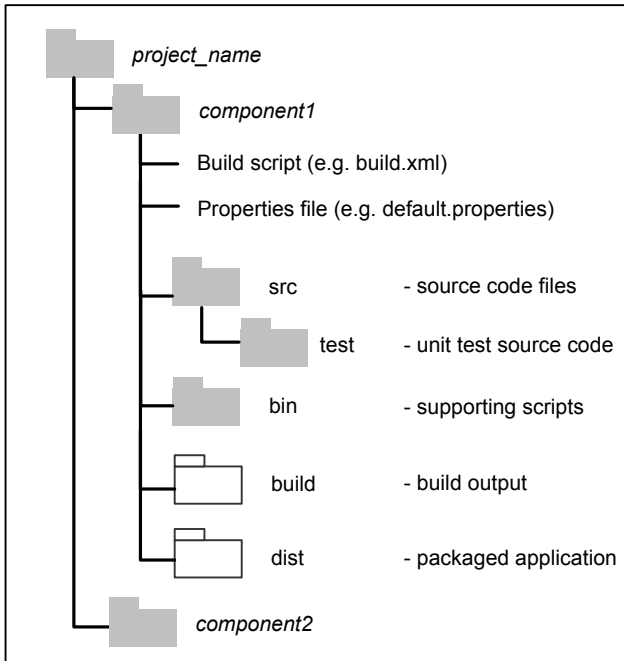 project_name
component1
Build script (e.g. build.xml)
Properties file (e.g. default.properties)
src - source code files
test - unit test source code
bin - supporting scripts
build - build output
dist - packaged application
component2